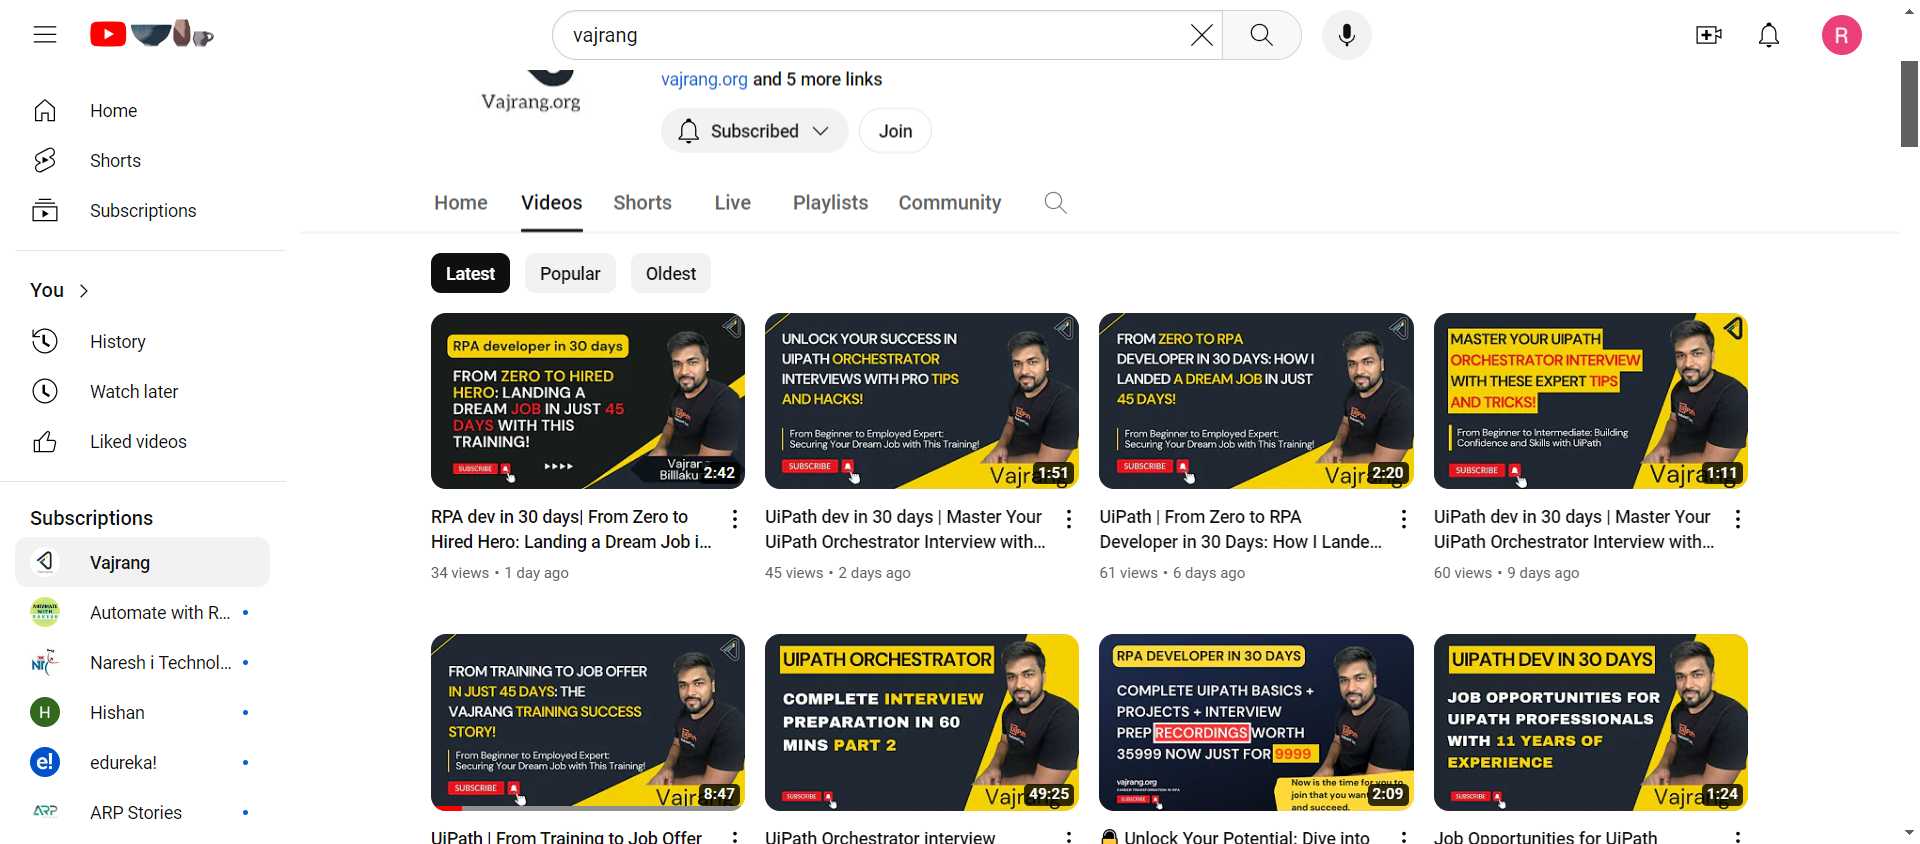 vajrang
R
Home
Shorts
Subscriptions
You
History
Watch later
Liked videos
Subscriptions
Vajrang
Automate with R...
Naresh i Technol...
H
Hishan
e!
edureka!
ARP
ARP Stories
Vajrang.org
vajrang.org and 5 more links
Subscribed
Join
Home Videos Shorts Live Playlists Community
Latest Popular Oldest
RPA developer in 30 days
FROM ZERO TO HIRED
HERO: LANDING A
DREAM JOB IN JUST 45
DAYS WITH THIS
TRAINING!
SUBSCRIBE
Billlaku
2:42
RPA dev in 30 days| From Zero to
Hired Hero: Landing a Dream Job i...
34 views • 1 day ago
UNLOCK YOUR SUCCESS IN
UIPATH ORCHESTRATOR
INTERVIEWS WITH PRO TIPS
AND HACKS!
From Beginner to Employed Expert:
Securing Your Dream Job with This Training!
SUBSCRIBE
1:51
UiPath dev in 30 days | Master Your
UiPath Orchestrator Interview with...
45 views • 2 days ago
FROM ZERO TO RPA
DEVELOPER IN 30 DAYS: HOW I
LANDED A DREAM JOB IN JUST
45 DAYS!
From Beginner to Employed Expert:
Securing Your Dream Job with This Training!
SUBSCRIBE
2:20
UiPath | From Zero to RPA
Developer in 30 Days: How I Lande...
61 views • 6 days ago
MASTER YOUR UIPATH
ORCHESTRATOR INTERVIEW
WITH THESE EXPERT TIPS
AND TRICKS!
From Beginner to Intermediate: Building
Confidence and Skills with UiPath
SUBSCRIBE
1:11
UiPath dev in 30 days | Master Your
UiPath Orchestrator Interview with...
60 views • 9 days ago
FROM TRAINING TO JOB OFFER
IN JUST 45 DAYS: THE
VAJRANG TRAINING SUCCESS
STORY!
From Beginner to Employed Expert:
Securing Your Dream Job with This Training!
SUBSCRIBE
8:47
UiPath | From Training to Job Offer
UIPATH ORCHESTRATOR
COMPLETE INTERVIEW
PREPARATION IN 60
MINS PART 2
SUBSCRIBE
49:25
UiPath Orchestrator interview
RPA DEVELOPER IN 30 DAYS
COMPLETE UIPATH BASICS +
PROJECTS + INTERVIEW
PREP RECORDINGS WORTH
35999 NOW JUST FOR 9999
vajrang.org
SUBSCRIBE
Now is the time for you to
join that you want
and succeed.
2:09
Unlock Your Potential: Dive into
UIPATH DEV IN 30 DAYS
JOB OPPORTUNITIES FOR
UIPATH PROFESSIONALS
WITH 11 YEARS OF
EXPERIENCE
SUBSCRIBE
1:24
Job Opportunities for UiPath